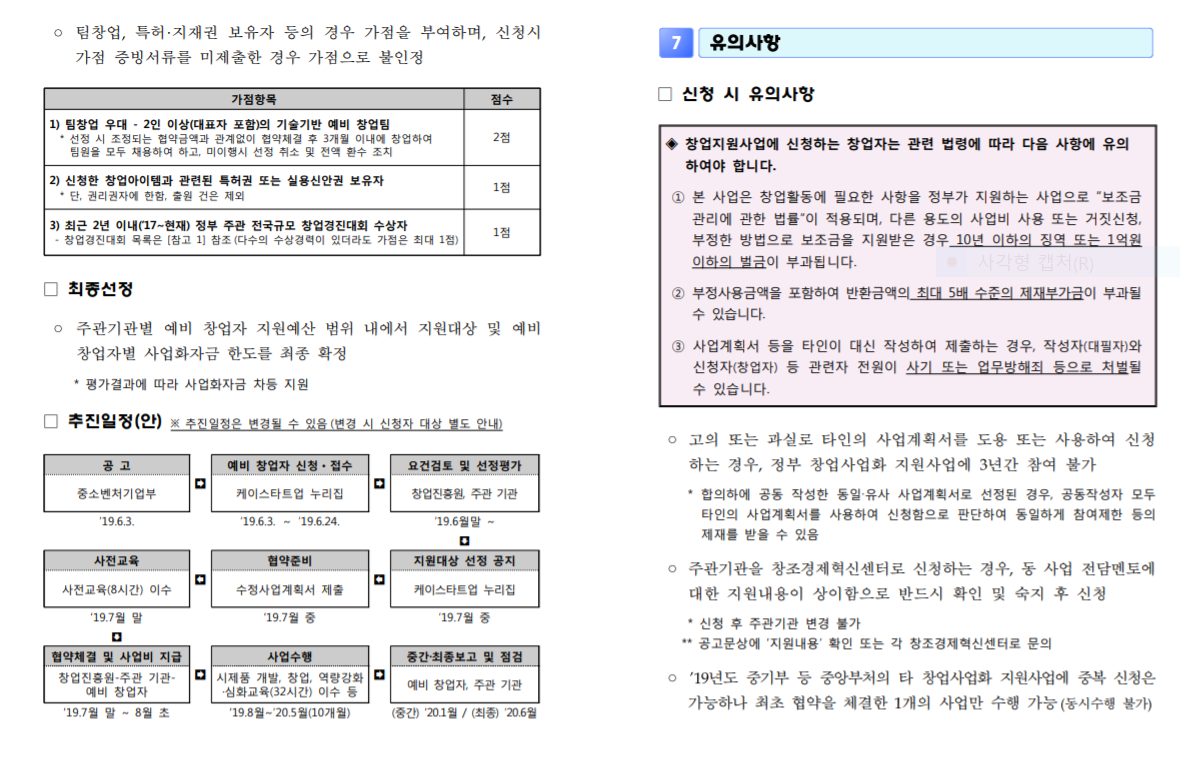 ○ 팀창업, 특허·지재권 보유자 등의 경우 가점을 부여하며, 신청시
가점 증빙서류를 미제출한 경우 가점으로 불인정
가점항목 점수
1) 팀창업 우대 - 2인 이상(대표자 포함)의 기술기반 예비 창업팀
* 선정 시 조정되는 협약금액과 관계없이 협약체결 후 3개월 이내에 창업하여
팀원을 모두 채용하여 하고, 미이행시 선정 취소 및 전액 환수 조치
2점
2) 신청한 창업아이템과 관련된 특허권 또는 실용신안권 보유자
* 단, 권리권자에 한함, 출원 건은 제외
1점
3) 최근 2년 이내('17~현재) 정부 주관 전국규모 창업경진대회 수상자
- 창업경진대회 목록은 [참고 1] 참조(다수의 수상경력이 있더라도 가점은 최대 1점)
1점
□ 최종선정
○ 주관기관별 예비 창업자 지원예산 범위 내에서 지원대상 및 예비
창업자별 사업화자금 한도를 최종 확정
* 평가결과에 따라 사업화자금 차등 지원
□ 추진일정(안) ※ 추진일정은 변경될 수 있음(변경 시 신청자 대상 별도 안내)
공 고 예비 창업자 신청·접수 요건검토 및 선정평가
중소벤처기업부 케이스타트업 누리집 창업진흥원, 주관 기관
'19.6.3. '19.6.3. ~ '19.6.24. '19.6월말 ~
사전교육 협약준비 지원대상 선정 공지
사전교육(8시간) 이수 수정사업계획서 제출 케이스타트업 누리집
'19.7월 말 '19.7월 중 '19.7월 중
협약체결 및 사업비 지급 사업수행 중간·최종보고 및 점검
창업진흥원-주관 기관- 시제품 개발, 창업, 역량강화 예비 창업자, 주관 기관
예비 창업자 ·심화교육(32시간) 이수 등
'19.7월 말 ~ 8월 초 '19.8월~'20.5월(10개월) (중간) '20.1월 / (최종) '20.6월
7 유의사항
□ 신청 시 유의사항
◈ 창업지원사업에 신청하는 창업자는 관련 법령에 따라 다음 사항에 유의
하여야 합니다.
① 본 사업은 창업활동에 필요한 사항을 정부가 지원하는 사업으로 "보조금
관리에 관한 법률"이 적용되며, 다른 용도의 사업비 사용 또는 거짓신청,
부정한 방법으로 보조금을 지원받은 경우 10년 이하의 징역 또는 1억원
이하의 벌금이 부과됩니다.
사각형 캡처(R)
② 부정사용금액을 포함하여 반환금액의 최대 5배 수준의 제재부가금이 부과될
수 있습니다.
③ 사업계획서 등을 타인이 대신 작성하여 제출하는 경우, 작성자(대필자)와
신청자(창업자) 등 관련자 전원이 사기 또는 업무방해죄 등으로 처벌될
수 있습니다.
○ 고의 또는 과실로 타인의 사업계획서를 도용 또는 사용하여 신청
하는 경우, 정부 창업사업화 지원사업에 3년간 참여 불가
* 합의하에 공동 작성한 동일·유사 사업계획서로 선정된 경우, 공동작성자 모두
타인의 사업계획서를 사용하여 신청함으로 판단하여 동일하게 참여제한 등의
제재를 받을 수 있음
○ 주관기관을 창조경제혁신센터로 신청하는 경우, 동 사업 전담멘토에
대한 지원내용이 상이함으로 반드시 확인 및 숙지 후 신청
* 신청 후 주관기관 변경 불가
** 공고문상에 '지원내용' 확인 또는 각 창조경제혁신센터로 문의
○ '19년도 중기부 등 중앙부처의 타 창업사업화 지원사업에 중복 신청은
가능하나 최초 협약을 체결한 1개의 사업만 수행 가능(동시수행 불가)